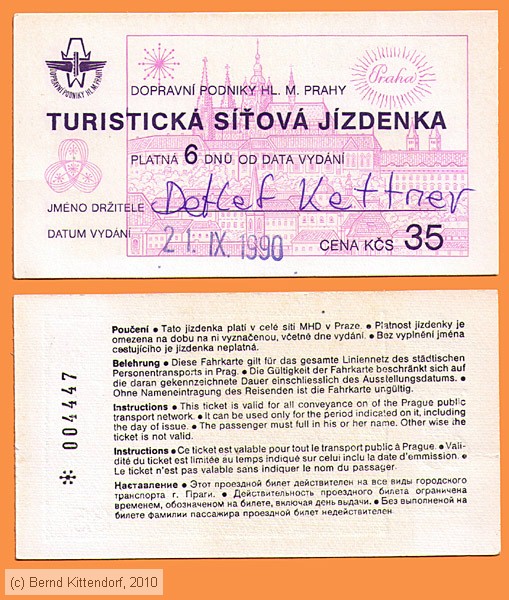 DOPRAVNÍ PODNIKY HL. M. PRAHY
Praha
DOPRAVNÍ PODNIKY HL. M. PRAHY
TURISTICKÁ SÍŤOVÁ JÍZDENKA
PLATNÁ 6 DNŮ OD DATA VYDÁNÍ
JMÉNO DRŽITELE Detlef Kettner
DATUM VYDÁNÍ 21. IX. 1990 CENA KČS 35
Poučení ● Tato jízdenka platí v celé síti MHD v Praze. ● Platnost jízdenky je
omezena na dobu na ni vyznačenou, včetně dne vydání. ● Bez vyplnění jména
cestujícího je jízdenka neplatná.
Belehrung ● Diese Fahrkarte gilt für das gesamte Liniennetz des städtischen
Personentransports in Prag. ● Die Gültigkeit der Fahrkarte beschränkt sich auf
die daran gekennzeichnete Dauer einschliesslich des Ausstellungsdatums. ●
Ohne Nameneintragung des Reisenden ist die Fahrkarte ungültig.
Instructions ● This ticket is valid for all conveyance on of the Prague public
transport network. ● It can be used only for the period indicated on it, including
the day of issue. ● The passenger must full in his or her name. Other wise the
ticket is not valid.
Instructions ● Ce ticket est valable pour tout le transport public à Prague. ● Vali-
dité du ticket est limitée au temps indiqué sur celui inclu la date d'emmission. ●
Le ticket n'est pas valable sans indiquer le nom du passager.
Наставление ● Этот проездной билет действителен на все виды городского
транспорта г. Праги. ● Действительность проездного билета ограничена
временем, обозначеном на билете, включая день выдачи. ● Без выполненой на
билете фамилии пассажира проездной билет недействителен.
* 004447
(c) Bernd Kittendorf, 2010